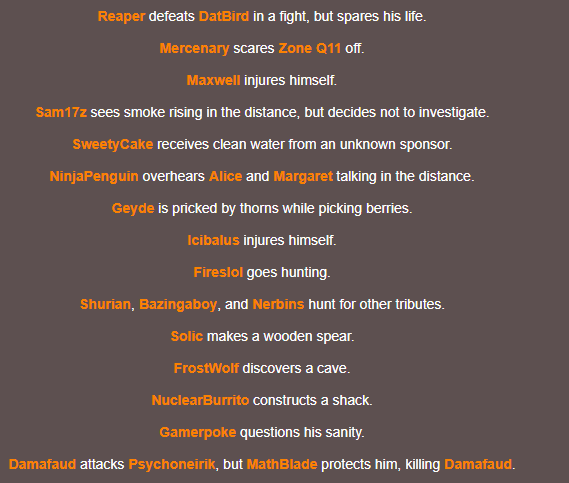 Reaper defeats DatBird in a fight, but spares his life.
Mercenary scares Zone Q11 off.
Maxwell injures himself.
Sam17z sees smoke rising in the distance, but decides not to investigate.
SweetyCake receives clean water from an unknown sponsor.
NinjaPenguin overhears Alice and Margaret talking in the distance.
Geyde is pricked by thorns while picking berries.
Icibalus injures himself.
Fireslol goes hunting.
Shurian, Bazingaboy, and Nerbins hunt for other tributes.
Solic makes a wooden spear.
FrostWolf discovers a cave.
NuclearBurrito constructs a shack.
Gamerpoke questions his sanity.
Damafaud attacks Psychoneirik, but MathBlade protects him, killing Damafaud.